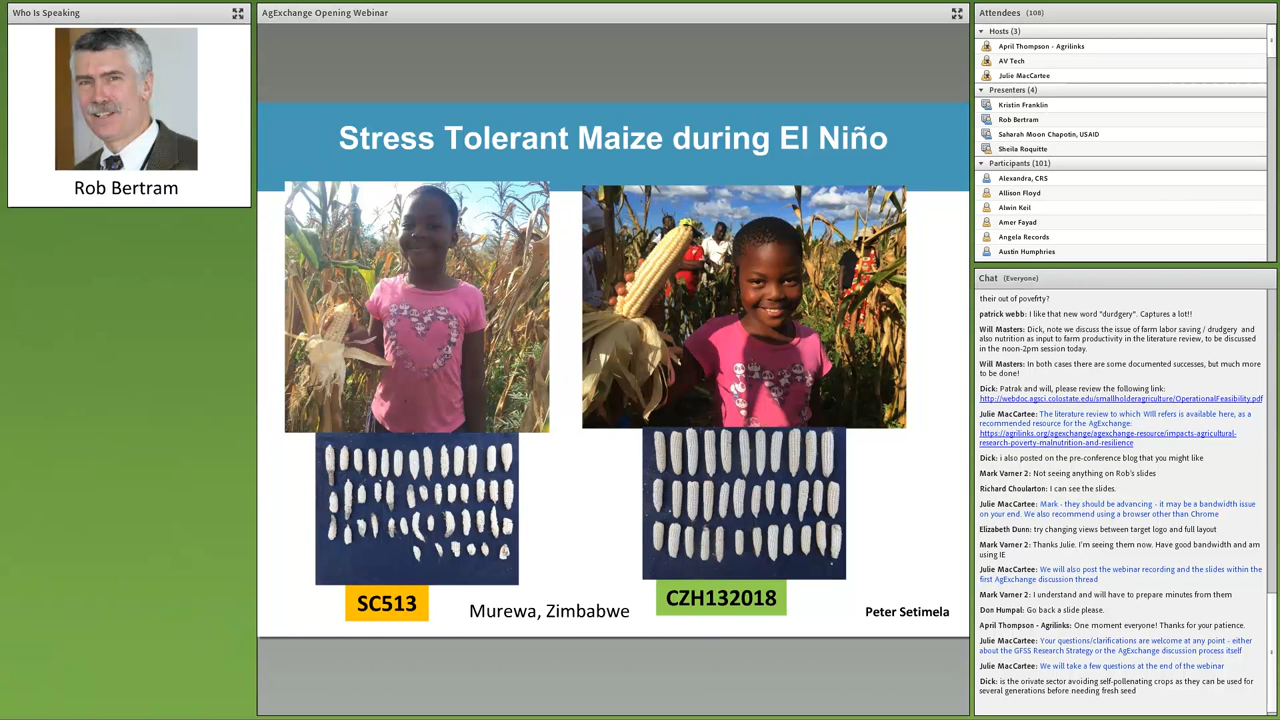 Who Is Speaking
Rob Bertram
AgExchange Opening Webinar
Stress Tolerant Maize during El Niño
SC513
Murewa, Zimbabwe
CZH132018
Peter Setimela
Attendees (108)
Hosts (3)
April Thompson - Agrilinks
AV Tech
Julie MacCartee
Presenters (4)
Kristin Franklin
Rob Bertram
Saharah Moon Chapotin, USAID
Sheila Roquitte
Participants (101)
Alexandra, CRS
Allison Floyd
Alwin Keil
Amer Fayad
Angela Records
Austin Humphries
Chat (Everyone)
their out of povefrty?
patrick webb: I like that new word "durdgery". Captures a lot!!
Will Masters: Dick, note we discuss the issue of farm labor saving / drudgery and
also nutrition as input to farm productivity in the literature review, to be discussed
in the noon-2pm session today.
Will Masters: In both cases there are some documented successes, but much more
to be done!
Dick: Patrak and will, please review the following link:
http://webdoc.agsci.colostate.edu/smallholderagriculture/OperationalFeasibility.pdf
Julie MacCartee: The literature review to which Will refers is available here, as a
recommended resource for the AgExchange:
https://agrilinks.org/agexchange/agexchange-resource/impacts-agricultural-
research-poverty-malnutrition-and-resilience
Dick: i also posted on the pre-conference blog that you might like
Mark Varner 2: Not seeing anything on Rob's slides
Richard Choularton: I can see the slides.
Julie MacCartee: Mark - they should be advancing - it may be a bandwidth issue
on your end. We also recommend using a browser other than Chrome
Elizabeth Dunn: try changing views between target logo and full layout
Mark Varner 2: Thanks Julie. I'm seeing them now. Have good bandwidth and am
using IE
Julie MacCartee: We will also post the webinar recording and the slides within the
first AgExchange discussion thread
Mark Varner 2: I understand and will have to prepare minutes from them
Don Humpal: Go back a slide please.
April Thompson - Agrilinks: One moment everyone! Thanks for your patience.
Julie MacCartee: Your questions/clarifications are welcome at any point - either
about the GFSS Research Strategy or the AgExchange discussion process itself
Julie MacCartee: We will take a few questions at the end of the webinar
Dick: is the orivate sector avoiding self-pollenating crops as they can be used for
several generations before needing fresh seed